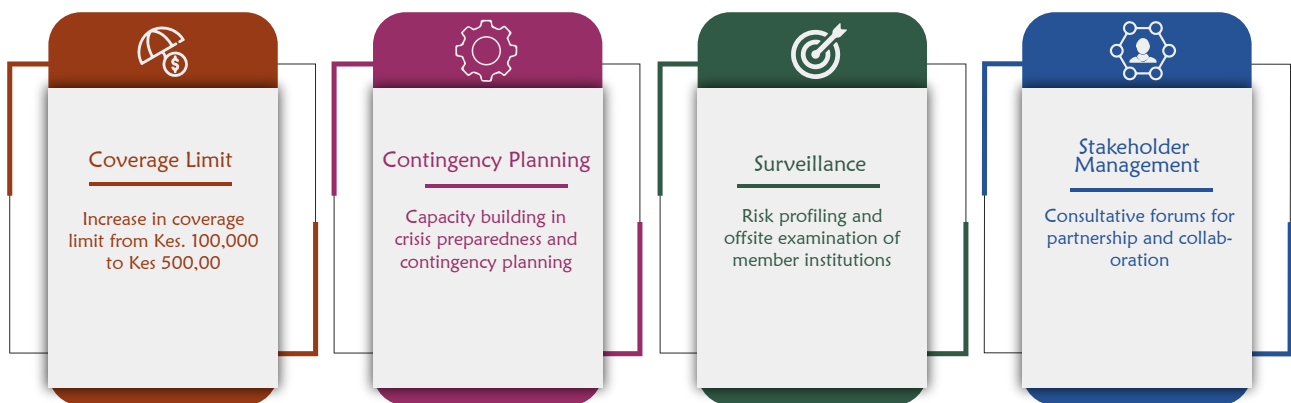 Coverage Limit
Increase in coverage
limit from Kes. 100,000
to Kes 500,00
Contingency Planning
Capacity building in
crisis preparedness and
contingency planning
Surveillance
Risk profiling and
offsite examination of
member institutions
Stakeholder
Management
Consultative forums for
partnership and collab-
oration